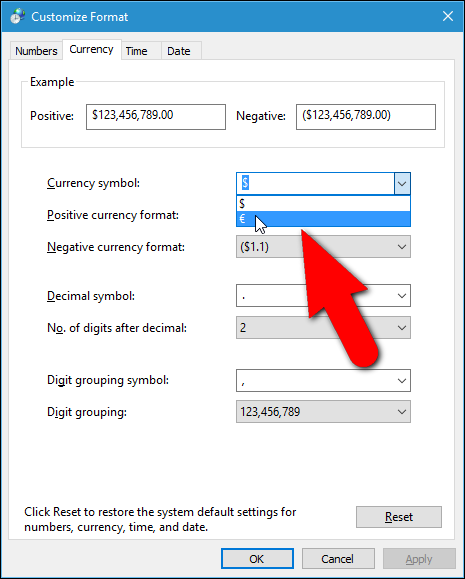 Customize Format
Numbers Currency Time Date
Example
Positive: $123,456,789.00 Negative: ($123,456,789.00)
Currency symbol: $
$
Positive currency format: €
Negative currency format: ($1.1)
Decimal symbol: .
No. of digits after decimal: 2
Digit grouping symbol: ,
Digit grouping: 123,456,789
Click Reset to restore the system default settings for
numbers, currency, time, and date.
Reset
OK Cancel Apply